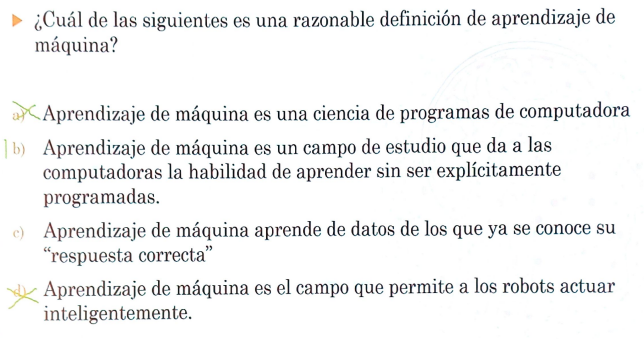 ¿Cuál de las siguientes es una razonable definición de aprendizaje de
máquina?
a) Aprendizaje de máquina es una ciencia de programas de computadora
b) Aprendizaje de máquina es un campo de estudio que da a las
computadoras la habilidad de aprender sin ser explícitamente
programadas.
c) Aprendizaje de máquina aprende de datos de los que ya se conoce su
“respuesta correcta”
d) Aprendizaje de máquina es el campo que permite a los robots actuar
inteligentemente.